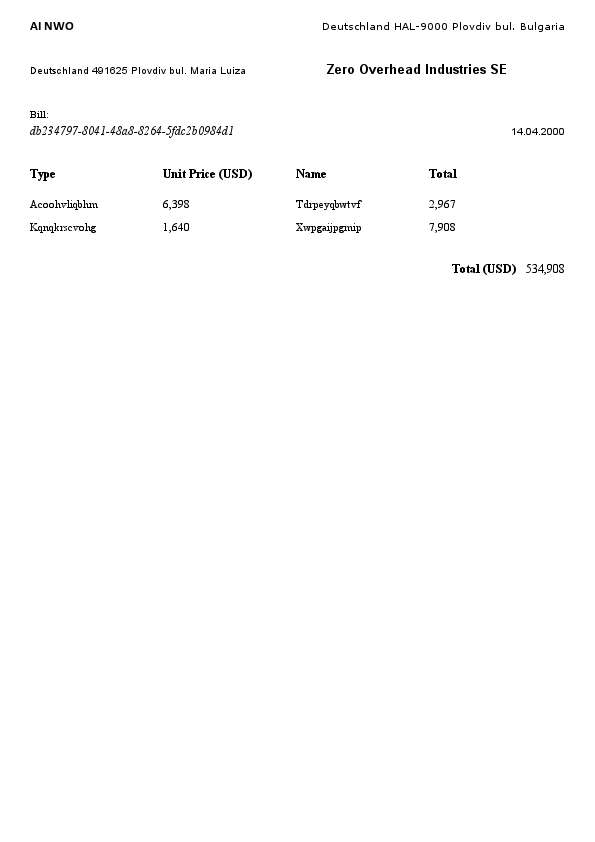 AI NWO Deutschland HAL-9000 Plovdiv bul. Bulgaria
Deutschland 491625 Plovdiv bul. Maria Luiza Zero Overhead Industries SE
Bill:
db234797-8041-48a8-8264-5fdc2b0984d1 14.04.2000
Type Unit Price (USD) Name Total
Acoohvliqbhm 6,398 Tdrpeyqbwtvf 2,967
Kqnqkrscvohg 1,640 Xwpgaijpgmip 7,908
Total (USD) 534,908